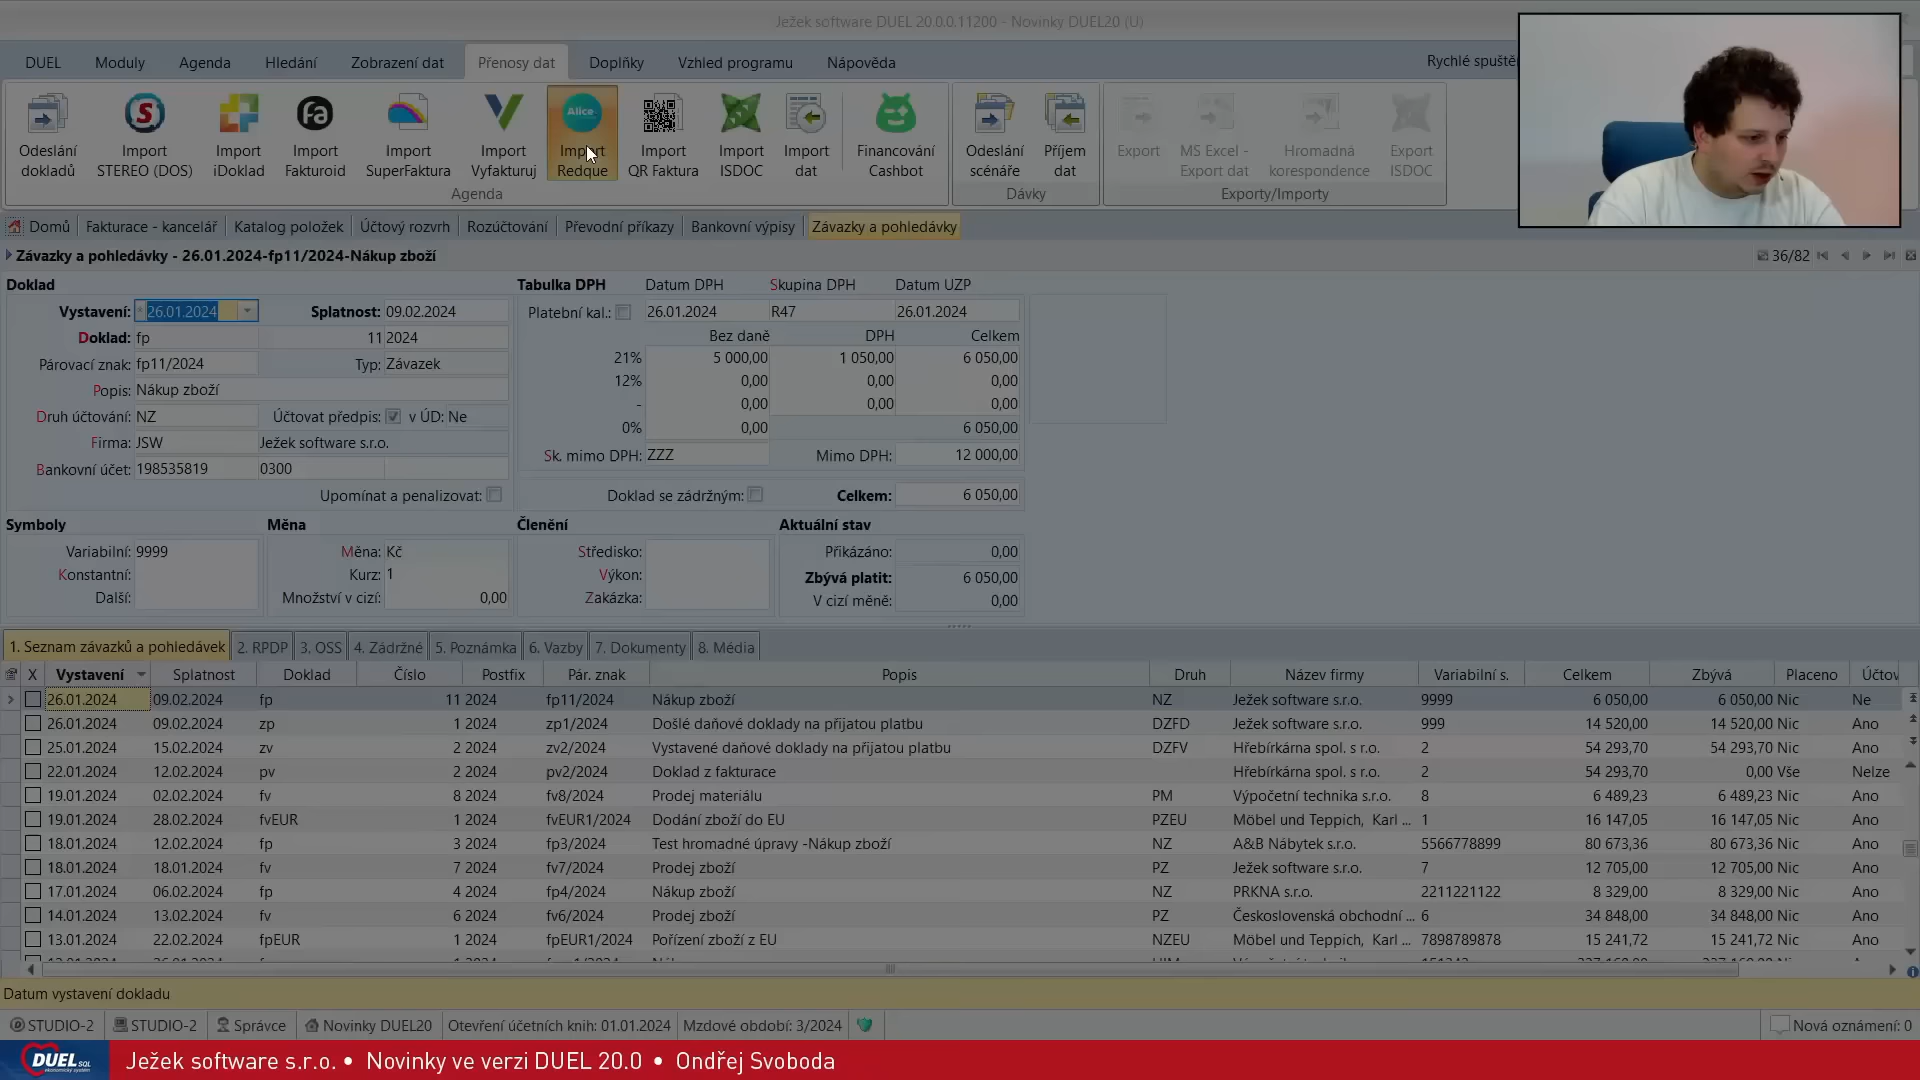 Ježek software DUEL 20.0.0.11200 - Novinky DUEL20 (U)
DUEL Moduly Agenda Hledání Zobrazení dat Přenosy dat Doplňky Vzhled programu Nápověda
Odeslání dokladů Import STEREO (DOS) Import iDoklad Import Fakturoid Import SuperFaktura Import Vyfakturuj Import Redque Import QR Faktura Import ISDOC Import dat Financování Cashbot Odeslání scénáře Příjem dat Export MS Excel - Export dat Hromadná korespondence Export ISDOC
Agenda Dávky Exporty/Importy
Domů Fakturace - kancelář Katalog položek Účtový rozvrh Rozúčtování Převodní příkazy Bankovní výpisy Závazky a pohledávky
Závazky a pohledávky - 26.01.2024-fp11/2024-Nákup zboží 36/82
Doklad
Vystavení: 26.01.2024 Splatnost: 09.02.2024
Doklad: fp 11 2024
Párovací znak: fp11/2024 Typ: Závazek
Popis: Nákup zboží
Druh účtování: NZ Účtovat předpis: v ÚD: Ne
Firma: JSW Ježek software s.r.o.
Bankovní účet: 198535819 0300
Upomínat a penalizovat:
Tabulka DPH Datum DPH Skupina DPH Datum UZP
Platební kal.: 26.01.2024 R47 26.01.2024
Bez daně DPH Celkem
21% 5 000,00 1 050,00 6 050,00
12% 0,00 0,00 0,00
- 0,00 0,00 0,00
0% 0,00 6 050,00
Sk. mimo DPH: ZZZ Mimo DPH: 12 000,00
Doklad se zádržným: Celkem: 6 050,00
Symboly
Variabilní: 9999
Konstantní:
Další:
Měna
Měna: Kč
Kurz: 1
Množství v cizí: 0,00
Členění
Středisko:
Výkon:
Zakázka:
Aktuální stav
Přikázáno: 0,00
Zbývá platit: 6 050,00
V cizí měně: 0,00
1. Seznam závazků a pohledávek 2. RPDP 3. OSS 4. Zádržné 5. Poznámka 6. Vazby 7. Dokumenty 8. Média
X Vystavení Splatnost Doklad Číslo Postfix Pár. znak Popis Druh Název firmy Variabilní s. Celkem Zbývá Placeno Účtov
26.01.2024 09.02.2024 fp 11 2024 fp11/2024 Nákup zboží NZ Ježek software s.r.o. 9999 6 050,00 6 050,00 Nic Ne
26.01.2024 09.02.2024 zp 1 2024 zp1/2024 Došlé daňové doklady na přijatou platbu DZFD Ježek software s.r.o. 999 14 520,00 14 520,00 Nic Ano
25.01.2024 15.02.2024 zv 2 2024 zv2/2024 Vystavené daňové doklady na přijatou platbu DZFV Hřebírkárna spol. s r.o. 2 54 293,70 54 293,70 Nic Ano
22.01.2024 12.02.2024 pv 2 2024 pv2/2024 Doklad z fakturace Hřebírkárna spol. s r.o. 2 54 293,70 0,00 Vše Nelze
19.01.2024 02.02.2024 fv 8 2024 fv8/2024 Prodej materiálu PM Výpočetní technika s.r.o. 8 6 489,23 6 489,23 Nic Ano
19.01.2024 28.02.2024 fvEUR 1 2024 fvEUR1/2024 Dodání zboží do EU PZEU Möbel und Teppich, Karl ... 1 16 147,05 16 147,05 Nic Ano
18.01.2024 12.02.2024 fp 3 2024 fp3/2024 Test hromadné úpravy -Nákup zboží NZ A&B Nábytek s.r.o. 5566778899 80 673,36 80 673,36 Nic Ano
18.01.2024 18.01.2024 fv 7 2024 fv7/2024 Prodej zboží PZ Ježek software s.r.o. 7 12 705,00 12 705,00 Nic Ano
17.01.2024 06.02.2024 fp 4 2024 fp4/2024 Nákup zboží NZ PRKNA s.r.o. 2211221122 8 329,00 8 329,00 Nic Ano
14.01.2024 13.02.2024 fv 6 2024 fv6/2024 Prodej zboží PZ Československá obchodní ... 6 34 848,00 34 848,00 Nic Ano
13.01.2024 22.02.2024 fpEUR 1 2024 fpEUR1/2024 Pořízení zboží z EU NZEU Möbel und Teppich, Karl ... 7898789878 15 241,72 15 241,72 Nic Ano
Datum vystavení dokladu
STUDIO-2 STUDIO-2 Správce Novinky DUEL20 Otevření účetních knih: 01.01.2024 Mzdové období: 3/2024 Nová oznámení: 0
DUEL SQL Ježek software s.r.o. • Novinky ve verzi DUEL 20.0 • Ondřej Svoboda